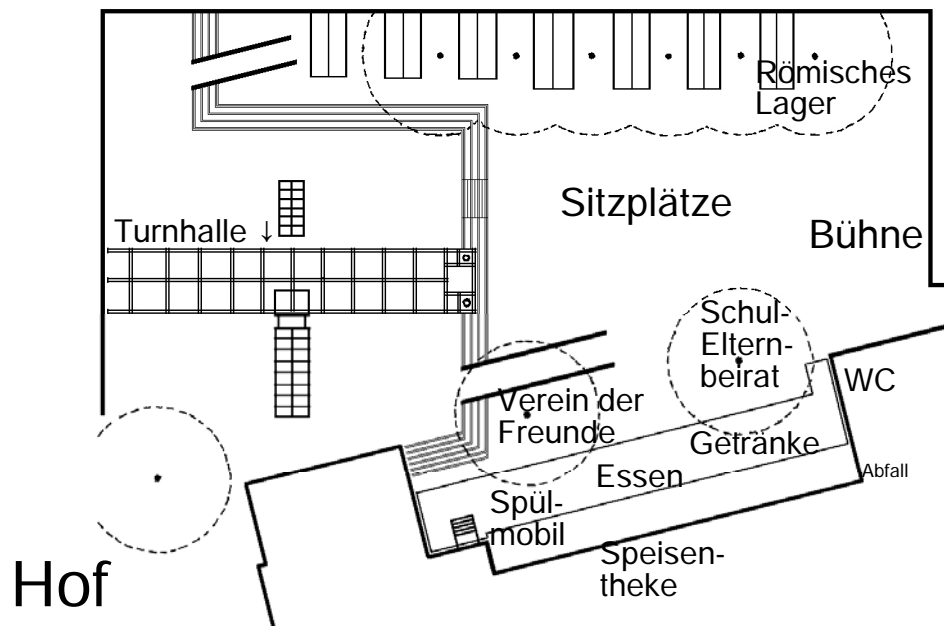 Römisches
Lager
Sitzplätze
Turnhalle ↓
Bühne
Schul-
Eltern-
beirat
WC
Verein der
Freunde
Getränke
Essen
Abfall
Spül-
mobil
Speisen-
theke
Hof